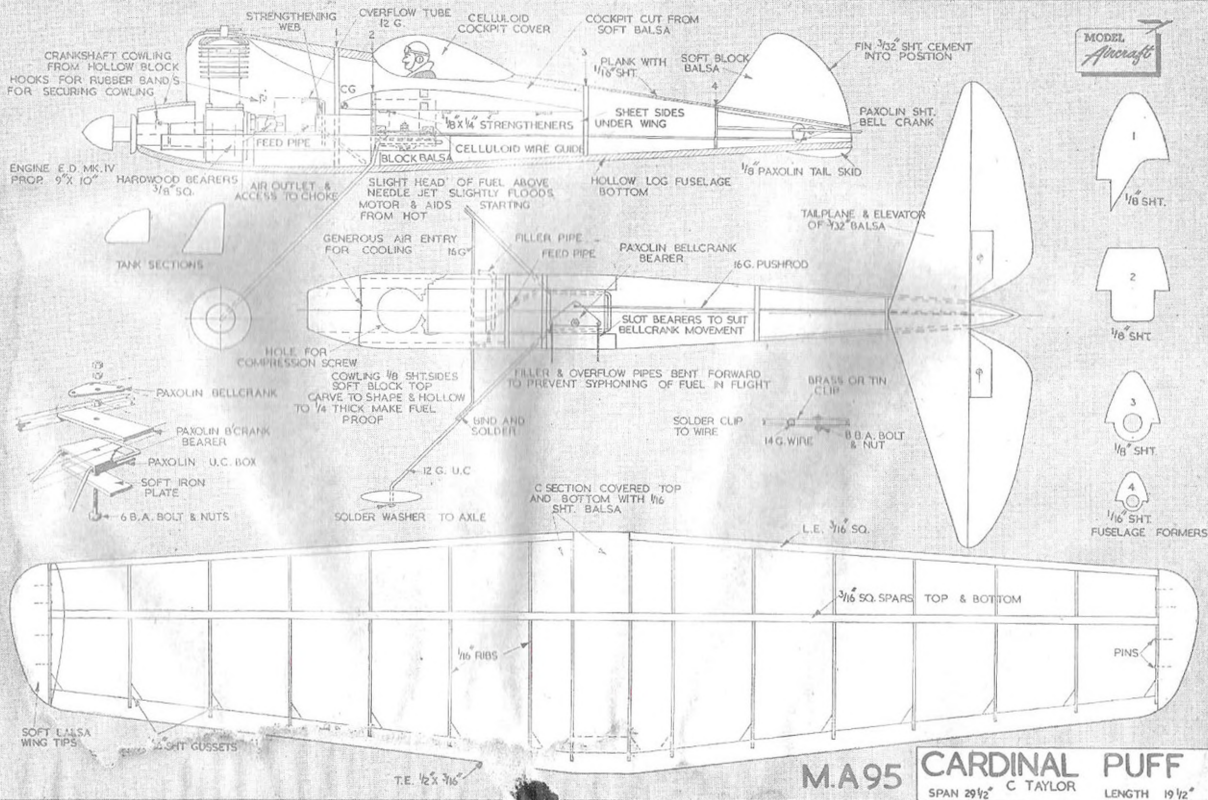 STRENGTHENING
WEB
OVERFLOW TUBE
12 G.
CELLULOID
COCKPIT COVER
COCKPIT CUT FROM
SOFT BALSA
CRANKSHAFT COWLING
FROM HOLLOW BLOCK
HOOKS FOR RUBBER BANDS
FOR SECURING COWLING
1
2
3
4
CG
PLANK WITH
1/16" SHT.
SOFT BLOCK
BALSA
FIN 3/32" SHT. CEMENT
INTO POSITION
MODEL
Aircraft
PAXOLIN SHT.
BELL CRANK
1/8" X 1/4" STRENGTHENERS
SHEET SIDES
UNDER WING
FEED PIPE
BLOCK BALSA
CELLULOID WIRE GUIDE
ENGINE E.D. MK. IV
PROP. 9" X 10"
HARDWOOD BEARERS
3/8" SQ.
AIR OUTLET &
ACCESS TO CHOKE
SLIGHT 'HEAD' OF FUEL ABOVE
NEEDLE JET SLIGHTLY FLOODS
MOTOR & AIDS STARTING
FROM HOT
HOLLOW LOG FUSELAGE
BOTTOM
1/8" PAXOLIN TAIL SKID
1
1/8" SHT.
TANK SECTIONS
GENEROUS AIR ENTRY
FOR COOLING
16G
FILLER PIPE
FEED PIPE
PAXOLIN BELLCRANK
BEARER
16 G. PUSHROD
TAILPLANE & ELEVATOR
OF 3/32" BALSA
2
1/8" SHT.
SLOT BEARERS TO SUIT
BELLCRANK MOVEMENT
HOLE FOR
COMPRESSION SCREW
COWLING 1/8 SHT. SIDES
SOFT BLOCK TOP
CARVE TO SHAPE & HOLLOW
TO 1/4 THICK MAKE FUEL
PROOF
FILLER & OVERFLOW PIPES BENT FORWARD
TO PREVENT SYPHONING OF FUEL IN FLIGHT
BRASS OR TIN
CLIP
SOLDER CLIP
TO WIRE
14 G. WIRE
8 B.A. BOLT
& NUT
3
1/8" SHT.
PAXOLIN BELLCRANK
PAXOLIN B'CRANK
BEARER
PAXOLIN U.C. BOX
SOFT IRON
PLATE
6 B.A. BOLT & NUTS
BIND AND
SOLDER
12 G. U.C
SOLDER WASHER TO AXLE
4
1/16" SHT.
FUSELAGE FORMERS
C SECTION COVERED TOP
AND BOTTOM WITH 1/16
SHT. BALSA
L.E. 3/16" SQ.
3/16" SQ. SPARS TOP & BOTTOM
1/16" RIBS
PINS
SOFT BALSA
WING TIPS
SHT GUSSETS
T.E. 1/2" X 3/16"
M.A 95
CARDINAL PUFF
C TAYLOR
SPAN 29 1/2"
LENGTH 19 1/2"